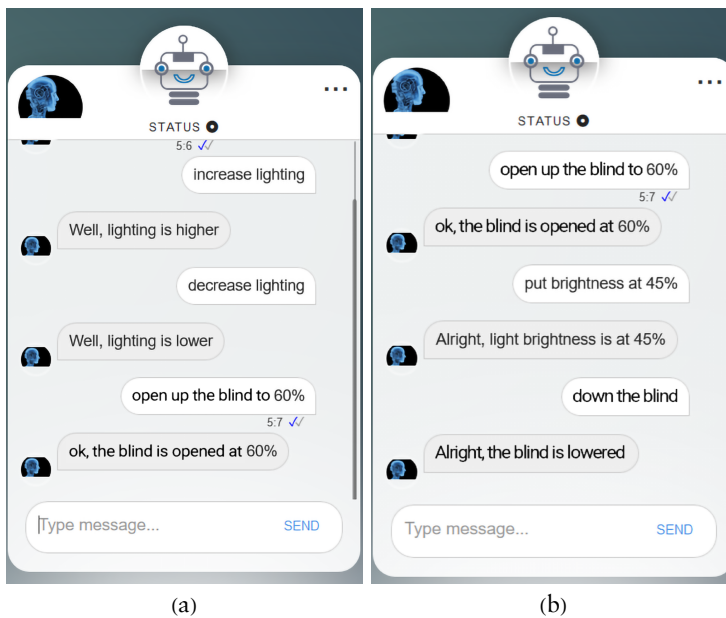 STATUS
5:6
increase lighting
Well, lighting is higher
decrease lighting
Well, lighting is lower
open up the blind to 60%
5:7
ok, the blind is opened at 60%
Type message...
SEND
(a)
STATUS
open up the blind to 60%
5:7
ok, the blind is opened at 60%
put brightness at 45%
Alright, light brightness is at 45%
down the blind
Alright, the blind is lowered
Type message...
SEND
(b)